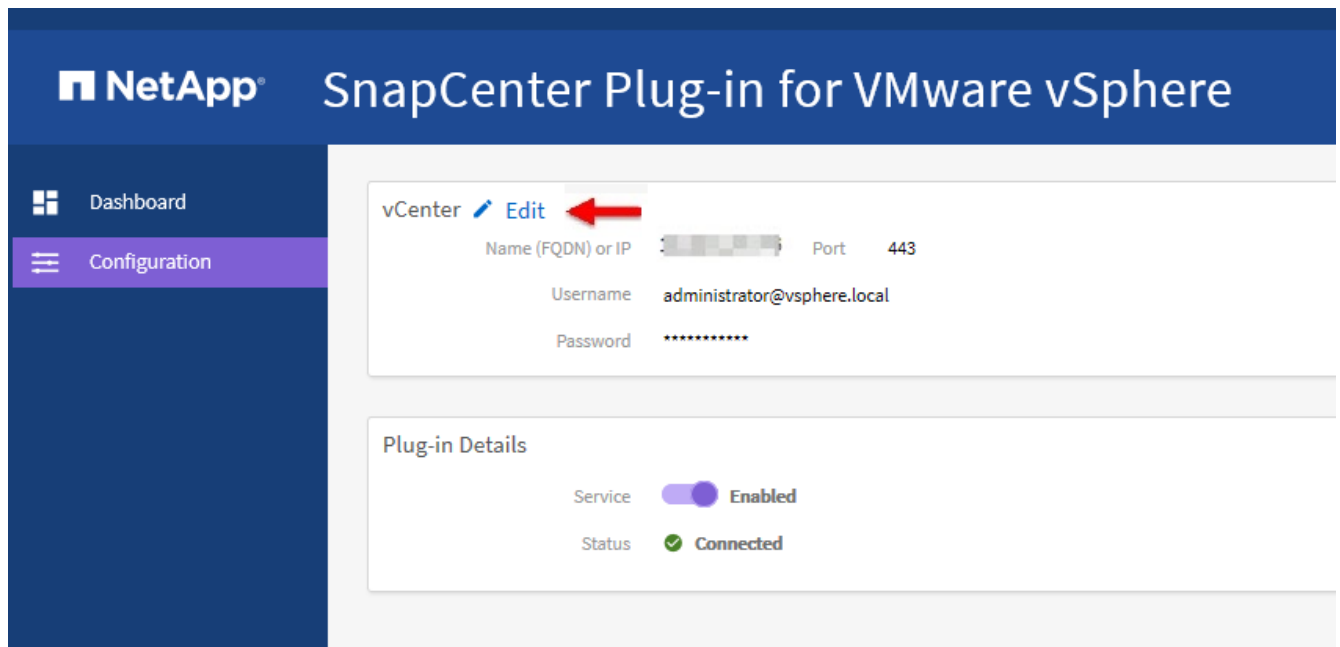 NetApp®
SnapCenter Plug-in for VMware vSphere
Dashboard
Configuration
vCenter Edit
Name (FQDN) or IP Port 443
Username administrator@vsphere.local
Password ***********
Plug-in Details
Service Enabled
Status Connected